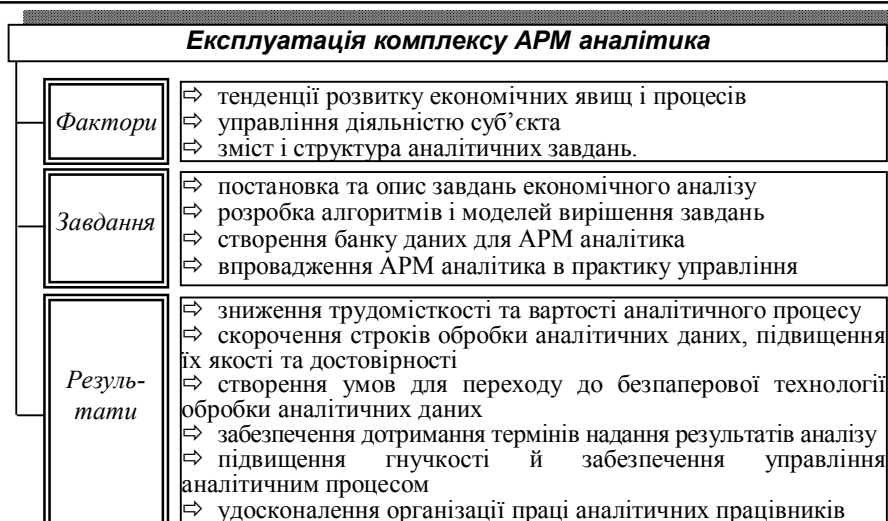 Експлуатація комплексу АРМ аналітика
Фактори
⇨ тенденції розвитку економічних явищ і процесів
⇨ управління діяльністю суб’єкта
⇨ зміст і структура аналітичних завдань.
Завдання
⇨ постановка та опис завдань економічного аналізу
⇨ розробка алгоритмів і моделей вирішення завдань
⇨ створення банку даних для АРМ аналітика
⇨ впровадження АРМ аналітика в практику управління
Резуль-
тати
⇨ зниження трудомісткості та вартості аналітичного процесу
⇨ скорочення строків обробки аналітичних даних, підвищення
їх якості та достовірності
⇨ створення умов для переходу до безпаперової технології
обробки аналітичних даних
⇨ забезпечення дотримання термінів надання результатів аналізу
⇨ підвищення гнучкості й забезпечення управління
аналітичним процесом
⇨ удосконалення організації праці аналітичних працівників